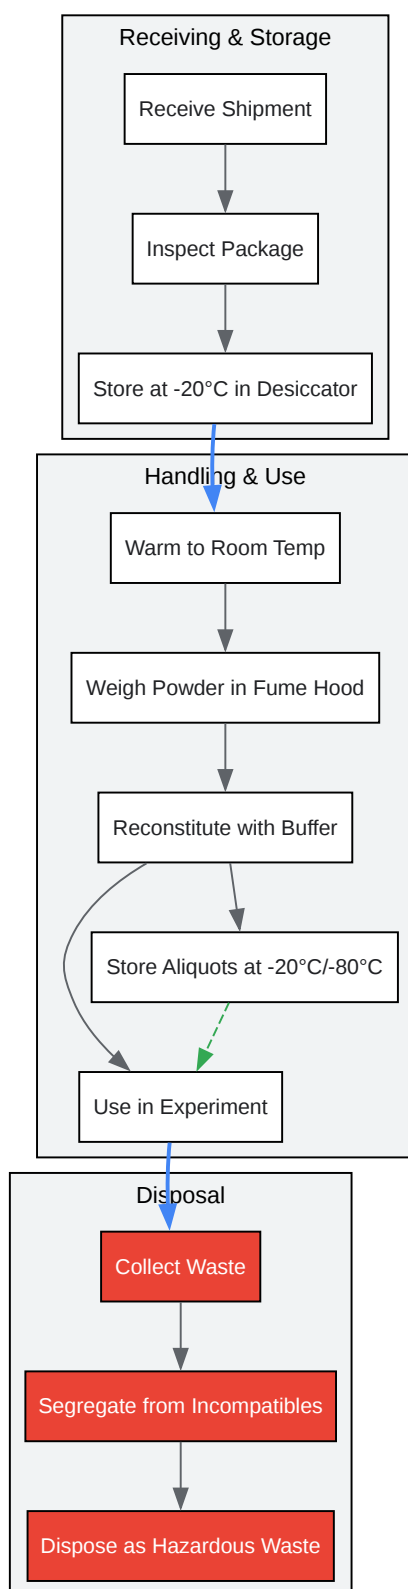 Receiving & Storage
Receive Shipment
Inspect Package
Store at -20°C in Desiccator
Handling & Use
Warm to Room Temp
Weigh Powder in Fume Hood
Reconstitute with Buffer
Store Aliquots at -20°C/-80°C
Use in Experiment
Disposal
Collect Waste
Segregate from Incompatibles
Dispose as Hazardous Waste